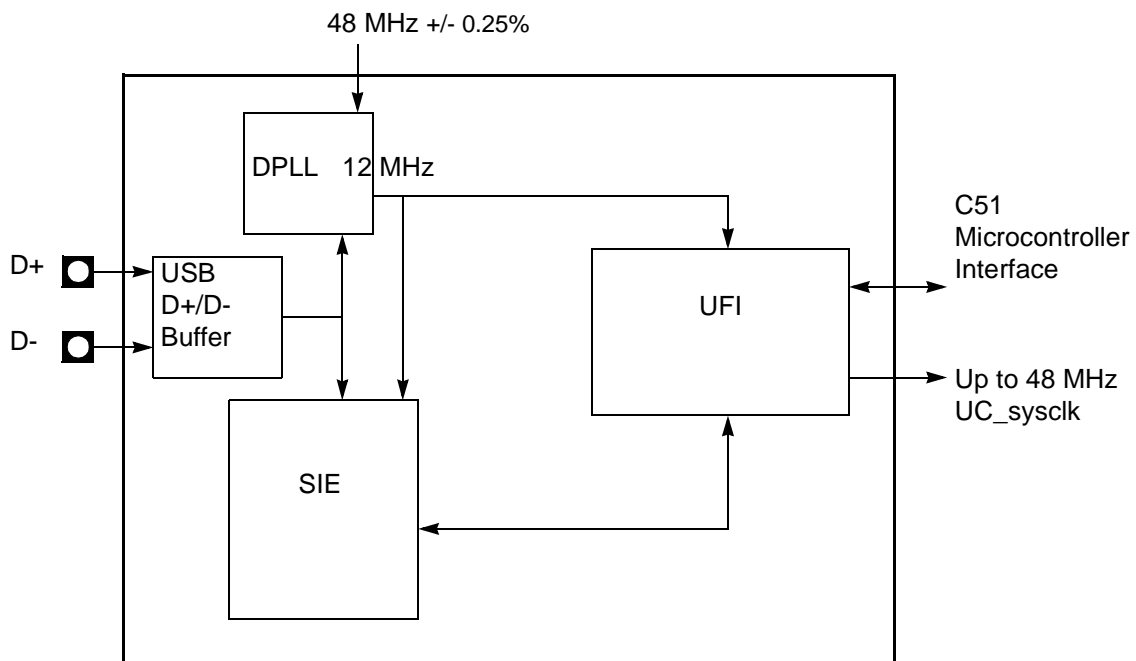 48 MHz +/- 0.25%
DPLL 12 MHz
D+
USB
D+/D-
Buffer
D-
UFI
C51
Microcontroller
Interface
Up to 48 MHz
UC_sysclk
SIE